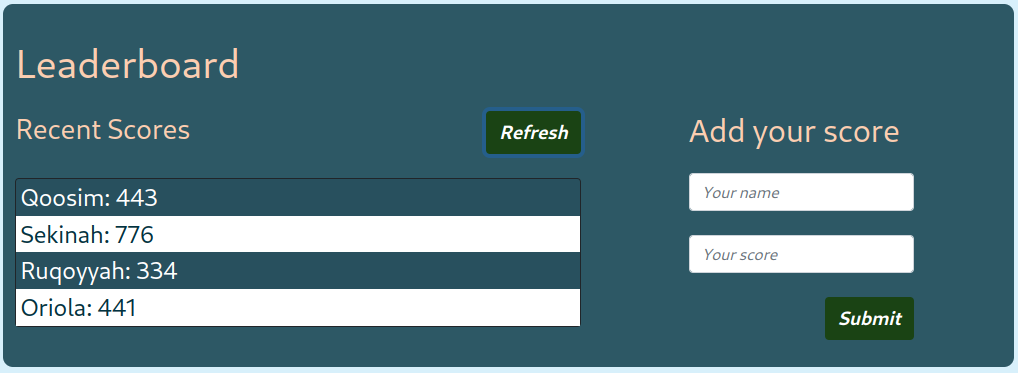 Leaderboard
Recent Scores
Refresh
Qoosim: 443
Sekinah: 776
Ruqoyyah: 334
Oriola: 441
Add your score
Your name
Your score
Submit